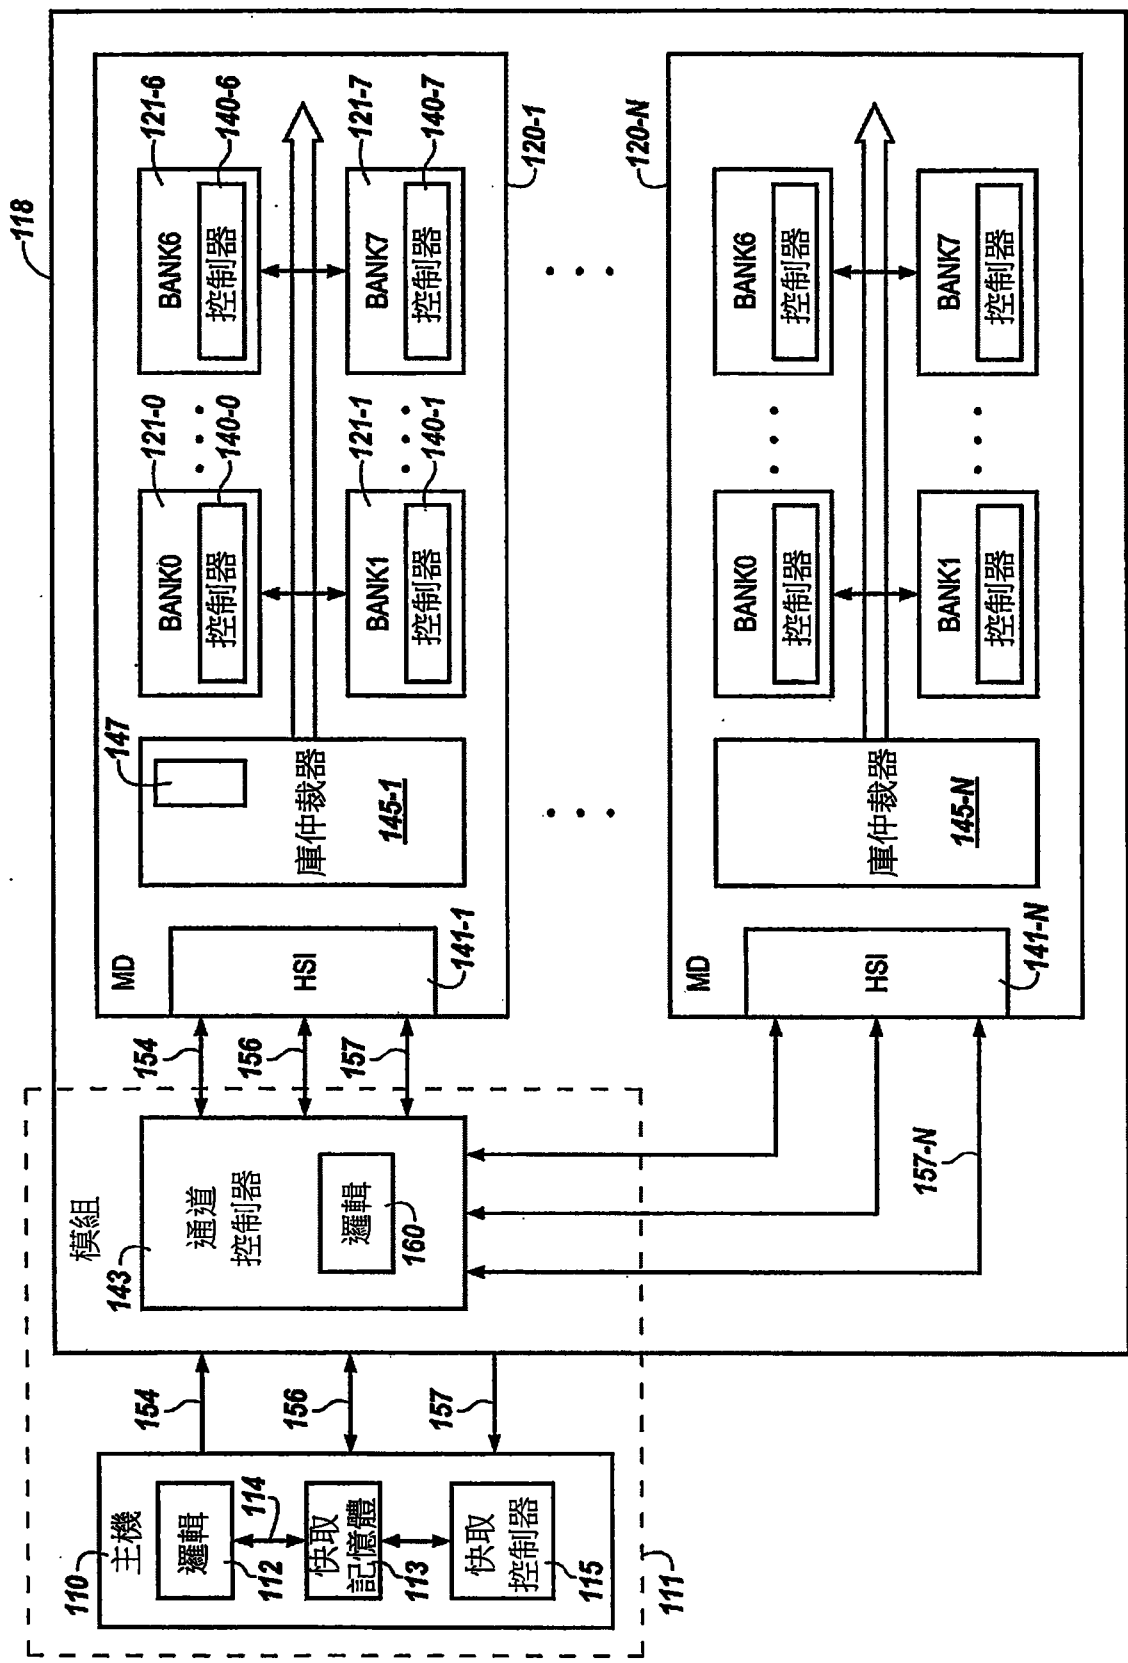 118
模組
143
通道
控制器
邏輯
160
110
主機
邏輯
112
114
快取
記憶體
113
快取
控制器
115
111
154
156
157
154
156
157
157-N
MD
HSI
141-1
147
庫仲裁器
145-1
121-0
BANK0
控制器
140-0
121-6
BANK6
控制器
140-6
121-1
BANK1
控制器
140-1
121-7
BANK7
控制器
140-7
120-1
120-N
MD
HSI
141-N
庫仲裁器
145-N
BANK0
控制器
BANK6
控制器
BANK1
控制器
BANK7
控制器